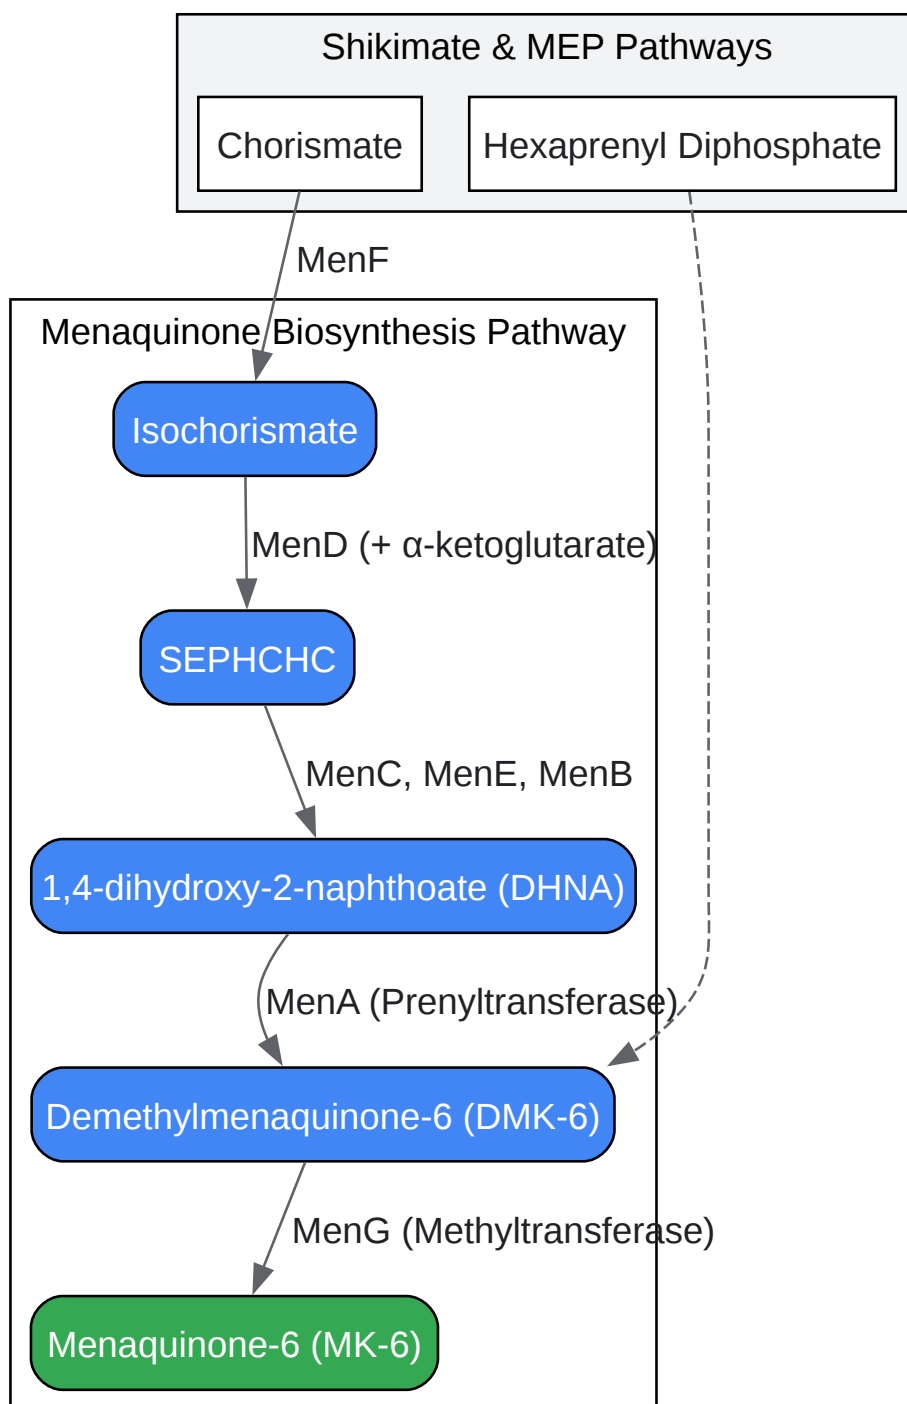 Shikimate & MEP Pathways
Chorismate
Hexaprenyl Diphosphate
MenF
Menaquinone Biosynthesis Pathway
Isochorismate
MenD (+ α-ketoglutarate)
SEPHCHC
MenC, MenE, MenB
1,4-dihydroxy-2-naphthoate (DHNA)
MenA (Prenyltransferase)
Demethylmenaquinone-6 (DMK-6)
MenG (Methyltransferase)
Menaquinone-6 (MK-6)